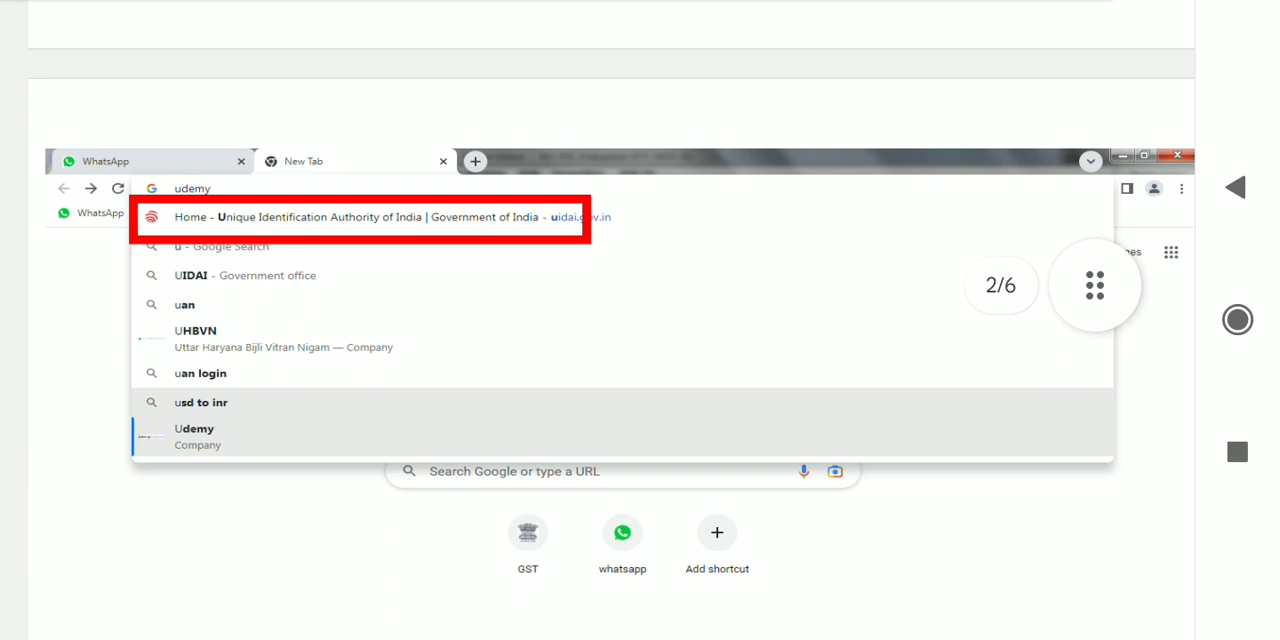 WhatsApp
New Tab
udemy
WhatsApp
Home - Unique Identification Authority of India | Government of India - uidai.gov.in
u - Google Search
UIDAI - Government office
uan
UHBVN
Uttar Haryana Bijli Vitran Nigam — Company
uan login
usd to inr
Udemy
Company
2/6
Search Google or type a URL
GST
whatsapp
Add shortcut